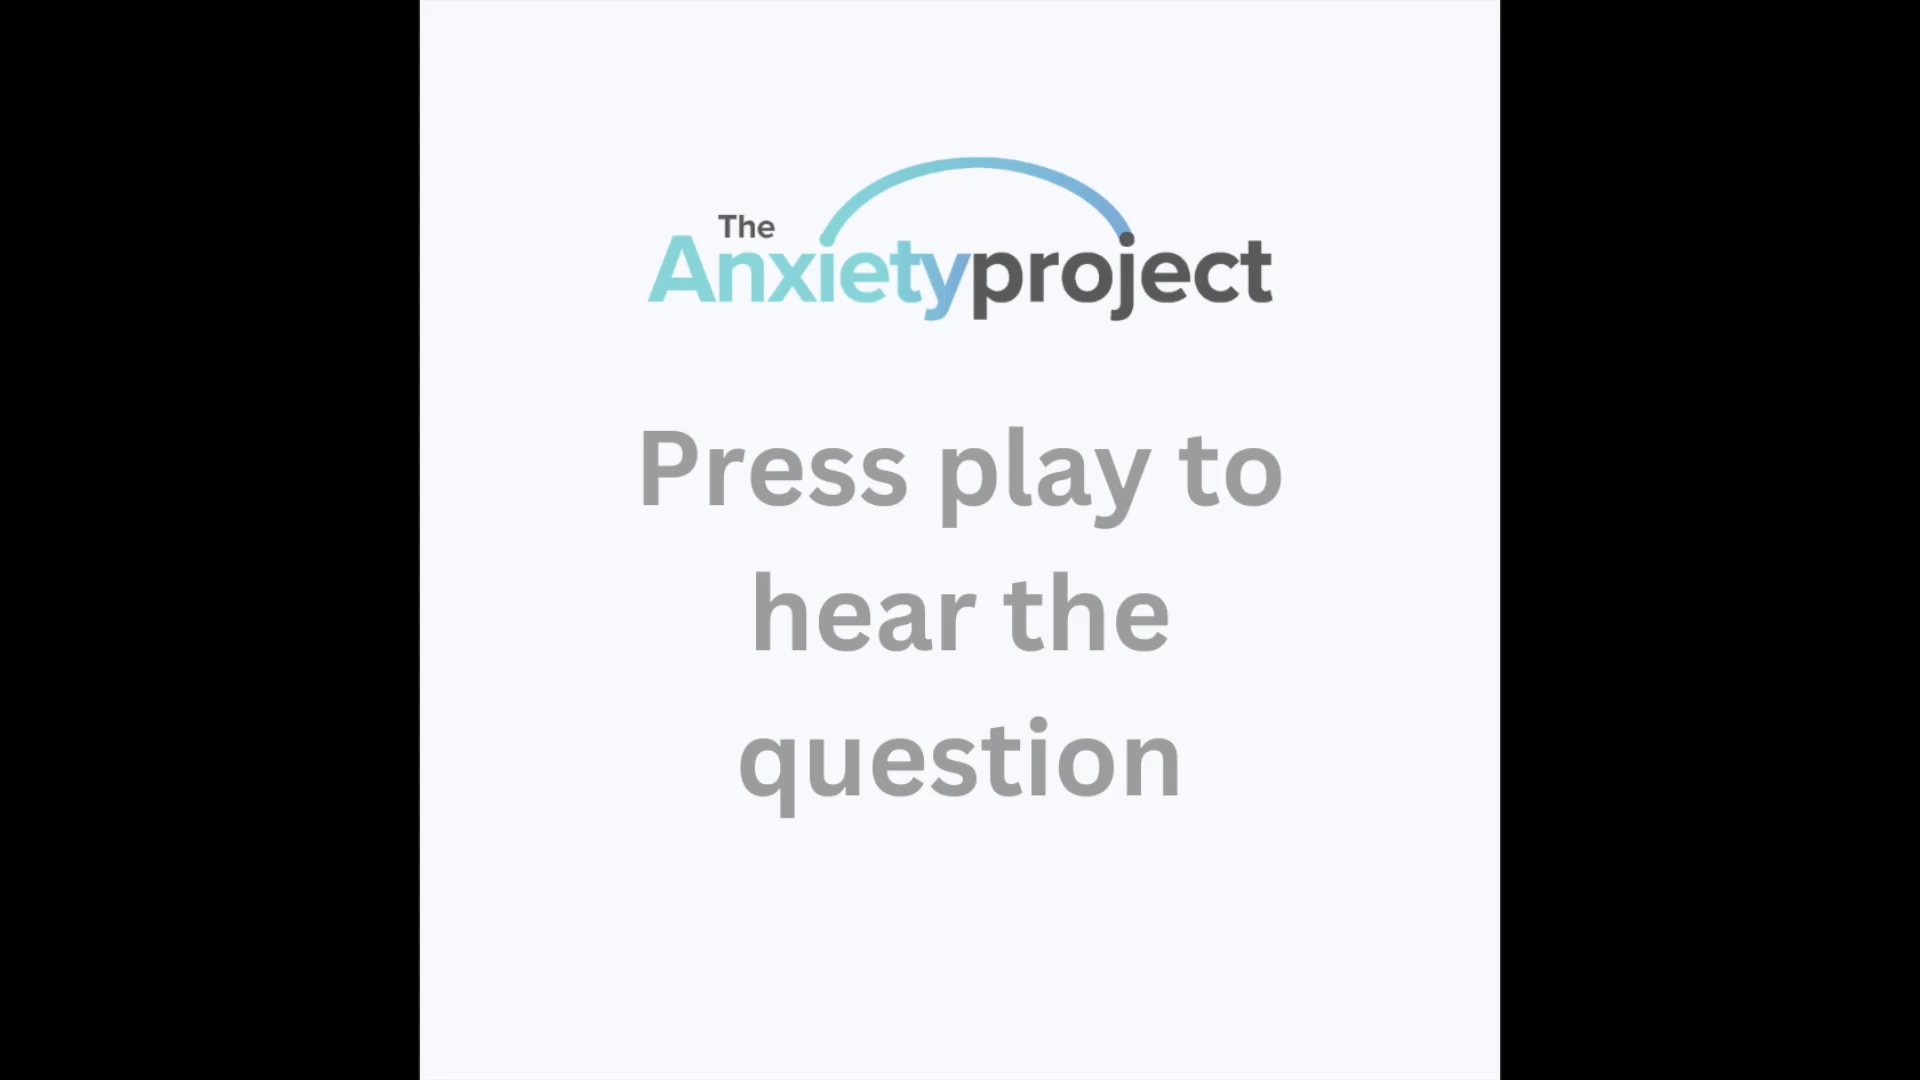 The
Anxietyproject
Press play to
hear the
question